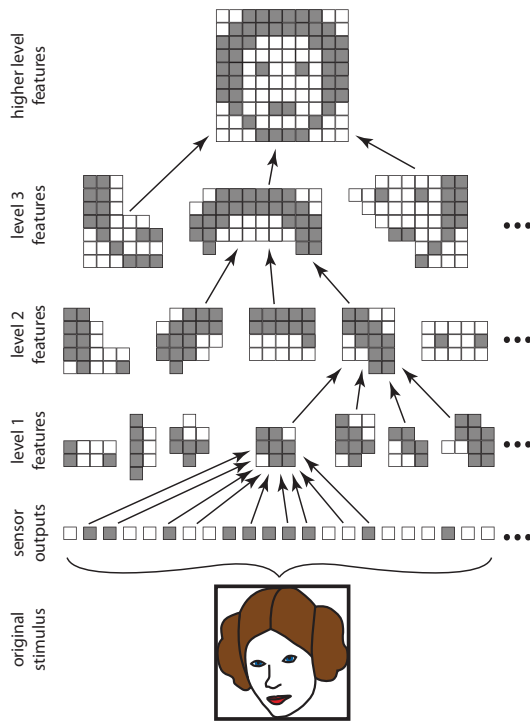 higher level
features
level 3
features
•••
level 2
features
•••
level 1
features
•••
sensor
outputs
•••
original
stimulus